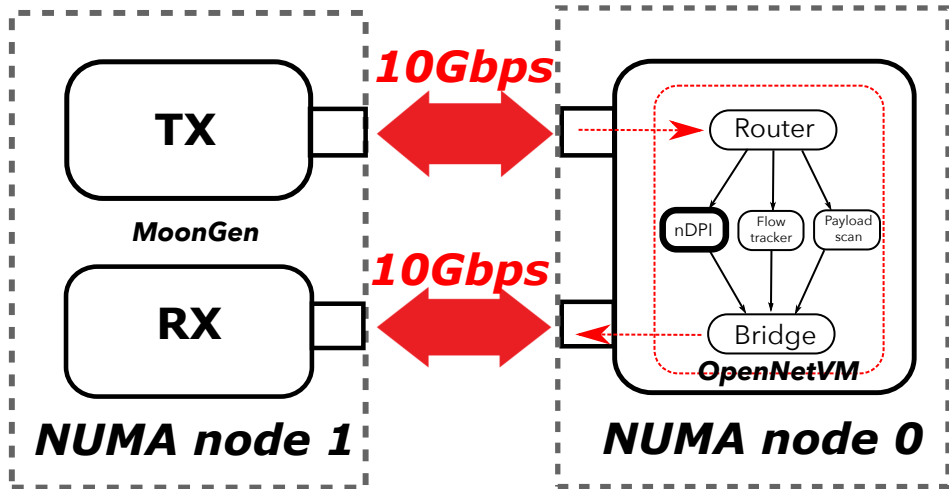 10Gbps
TX
Router
MoonGen
nDPI
Flow
tracker
Payload
scan
10Gbps
RX
Bridge
OpenNetVM
NUMA node 1
NUMA node 0